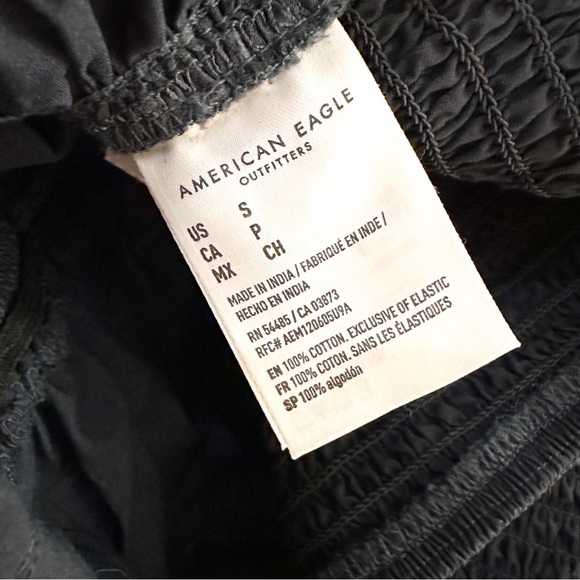 AMERICAN EAGLE
OUTFITTERS
US S
CA P
MX CH
MADE IN INDIA / FABRIQUÉ EN INDE /
HECHO EN INDIA
RN 54485 / CA 03873
RFC# AEM120605U9A
EN 100% COTTON. EXCLUSIVE OF ELASTIC
FR 100% COTON. SANS LES ÉLASTIQUES
SP 100% algodón